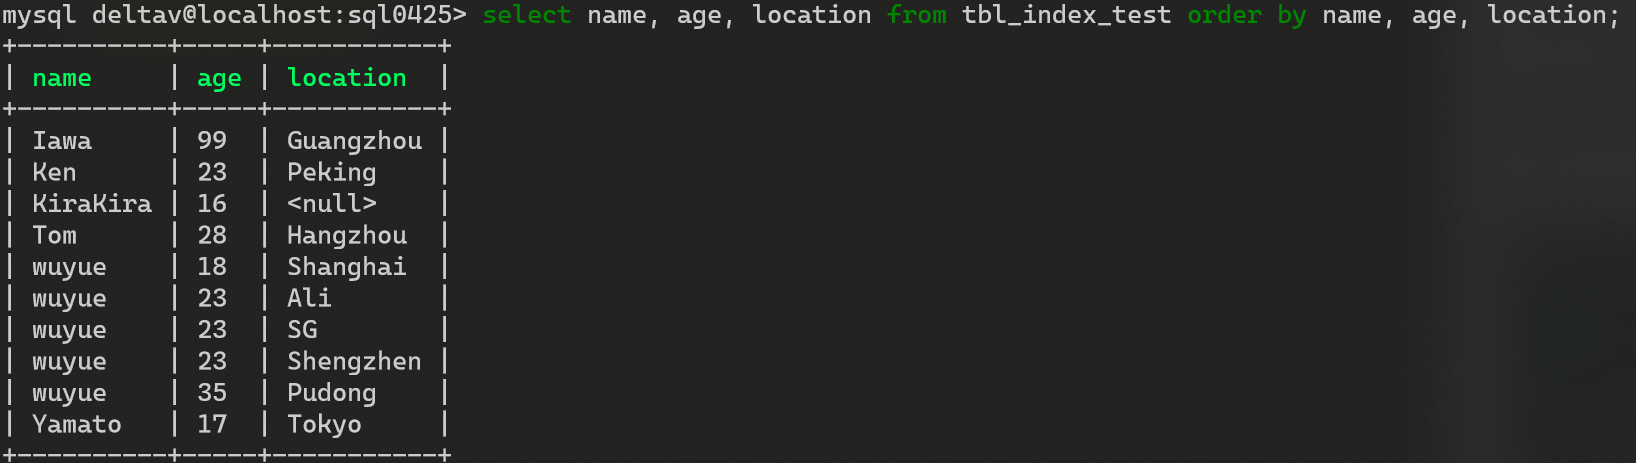 mysql deltav@localhost:sql0425> select name, age, location from tbl_index_test order by name, age, location;
+----------+-----+-----------+
| name     | age | location  |
+----------+-----+-----------+
| Iawa     | 99  | Guangzhou |
| Ken      | 23  | Peking    |
| KiraKira | 16  | <null>    |
| Tom      | 28  | Hangzhou  |
| wuyue    | 18  | Shanghai  |
| wuyue    | 23  | Ali       |
| wuyue    | 23  | SG        |
| wuyue    | 23  | Shengzhen |
| wuyue    | 35  | Pudong    |
| Yamato   | 17  | Tokyo     |
+----------+-----+-----------+